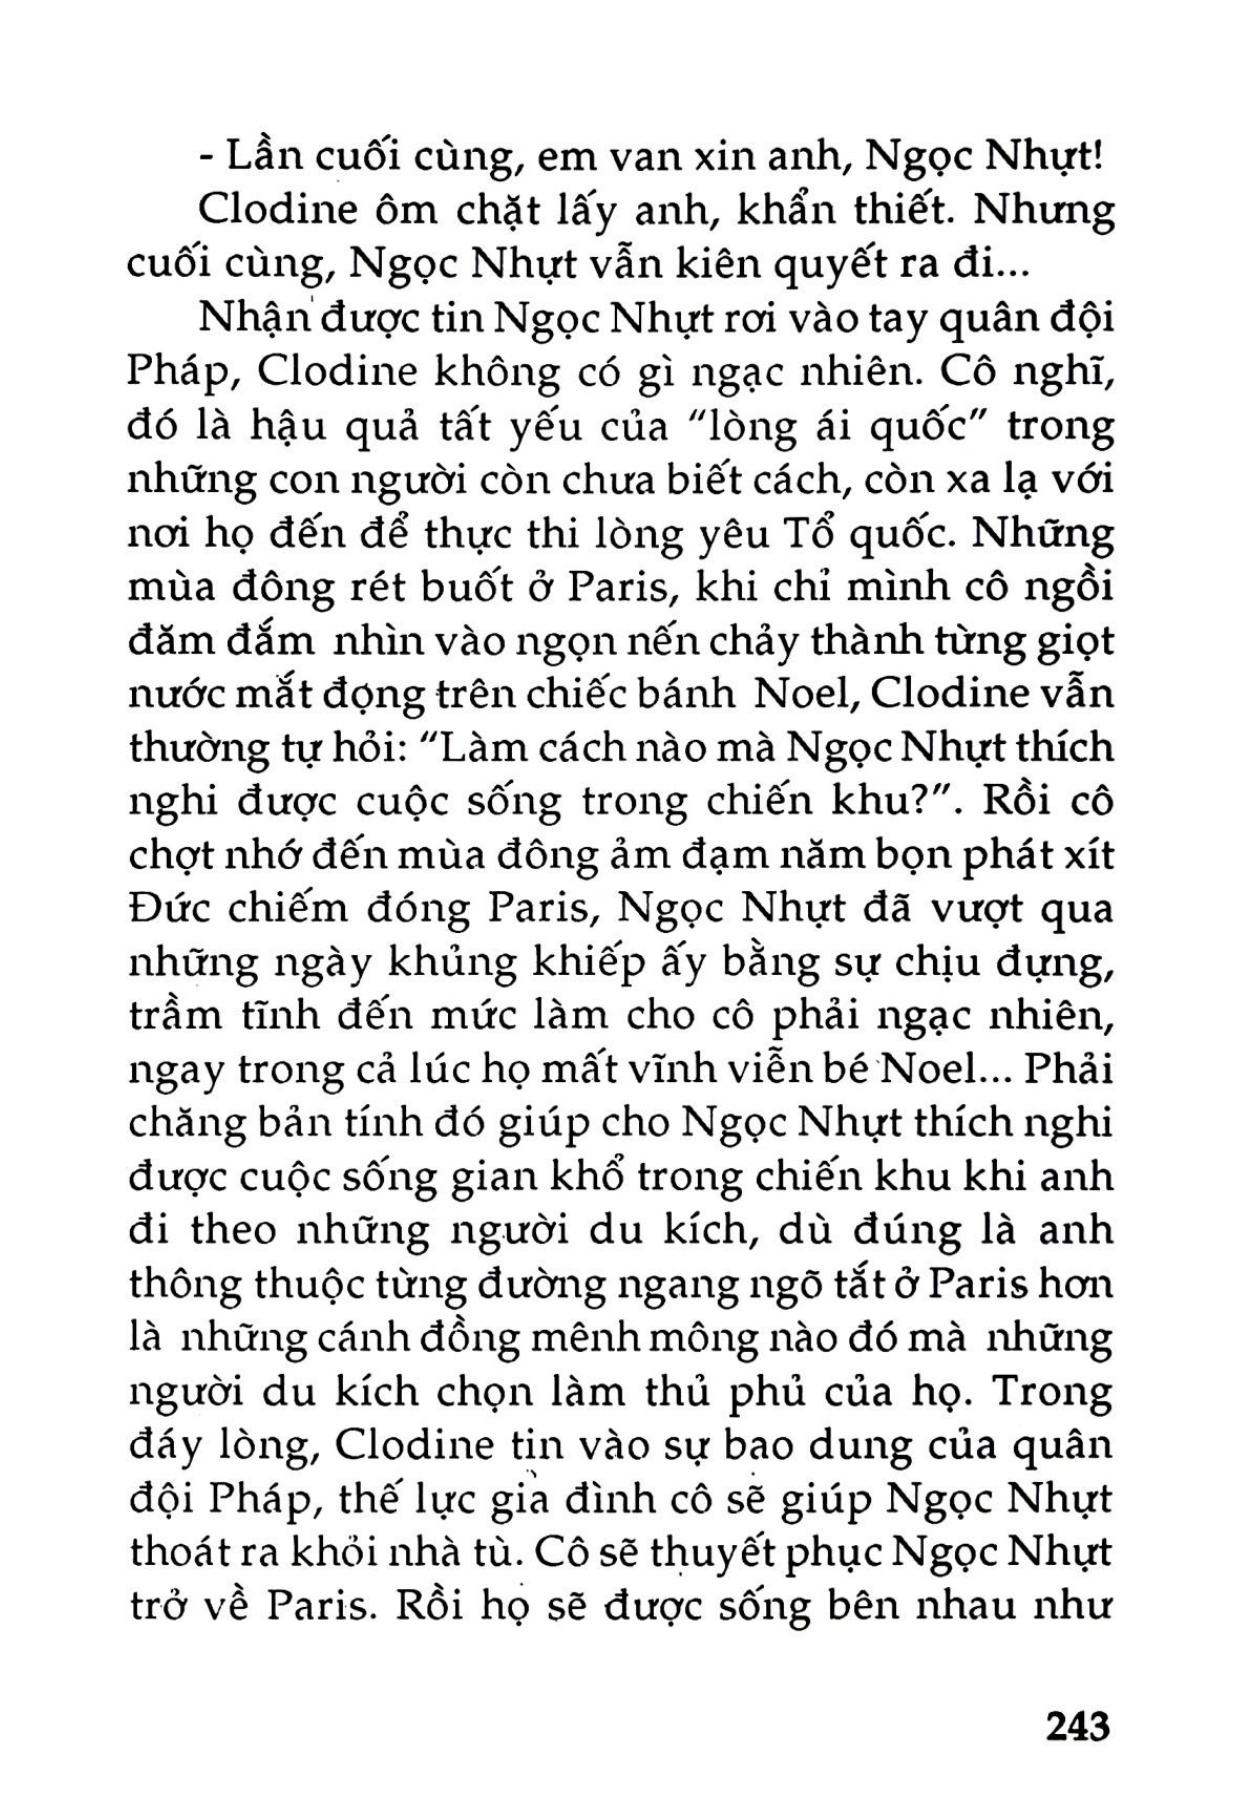 - Lần cuối cùng, em van xin anh, Ngọc Nhựt!
Clodine ôm chặt lấy anh, khẩn thiết. Nhưng
cuối cùng, Ngọc Nhựt vẫn kiên quyết ra đi...
Nhận được tin Ngọc Nhựt rơi vào tay quân đội
Pháp, Clodine không có gì ngạc nhiên. Cô nghĩ,
đó là hậu quả tất yếu của "lòng ái quốc" trong
những con người còn chưa biết cách, còn xa lạ với
nơi họ đến để thực thi lòng yêu Tổ quốc. Những
mùa đông rét buốt ở Paris, khi chỉ mình cô ngồi
đăm đắm nhìn vào ngọn nến chảy thành từng giọt
nước mắt đọng trên chiếc bánh Noel, Clodine vẫn
thường tự hỏi: "Làm cách nào mà Ngọc Nhựt thích
nghi được cuộc sống trong chiến khu?". Rồi cô
chợt nhớ đến mùa đông ảm đạm năm bọn phát xít
Đức chiếm đóng Paris, Ngọc Nhựt đã vượt qua
những ngày khủng khiếp ấy bằng sự chịu đựng,
trầm tĩnh đến mức làm cho cô phải ngạc nhiên,
ngay trong cả lúc họ mất vĩnh viễn bé Noel... Phải
chăng bản tính đó giúp cho Ngọc Nhựt thích nghi
được cuộc sống gian khổ trong chiến khu khi anh
đi theo những người du kích, dù đúng là anh
thông thuộc từng đường ngang ngõ tắt ở Paris hơn
là những cánh đồng mênh mông nào đó mà những
người du kích chọn làm thủ phủ của họ. Trong
đáy lòng, Clodine tin vào sự bao dung của quân
đội Pháp, thế lực gia đình cô sẽ giúp Ngọc Nhựt
thoát ra khỏi nhà tù. Cô sẽ thuyết phục Ngọc Nhựt
trở về Paris. Rồi họ sẽ được sống bên nhau như
243